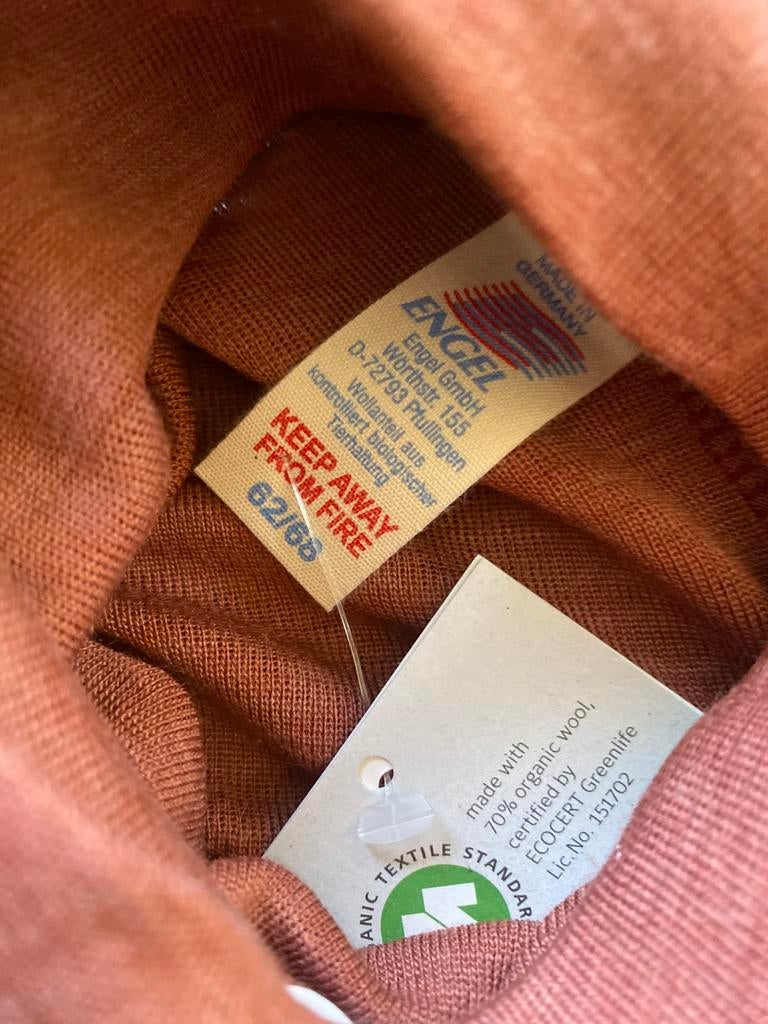 MADE IN
GERMANY
ENGEL
Engel GmbH
Wörthstr. 155
D-72793 Pfullingen
Wollanteil aus
kontrolliert biologischer
Tierhaltung
KEEP AWAY
FROM FIRE
62/68
made with
70% organic wool,
certified by
ECOCERT Greenlife
Lic.No. 151702
ANIC TEXTILE STANDAR